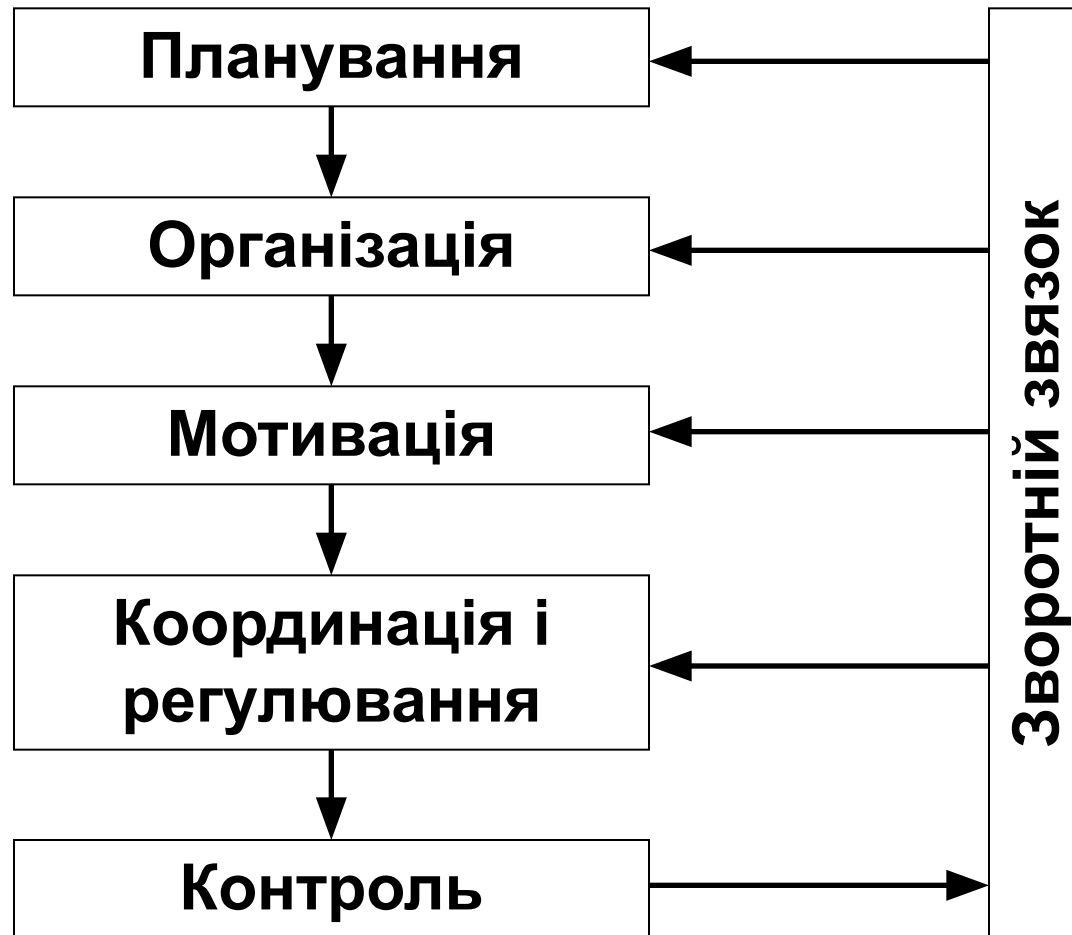 Планування
Організація
Мотивація
Координація і
регулювання
Контроль
Зворотній звязок